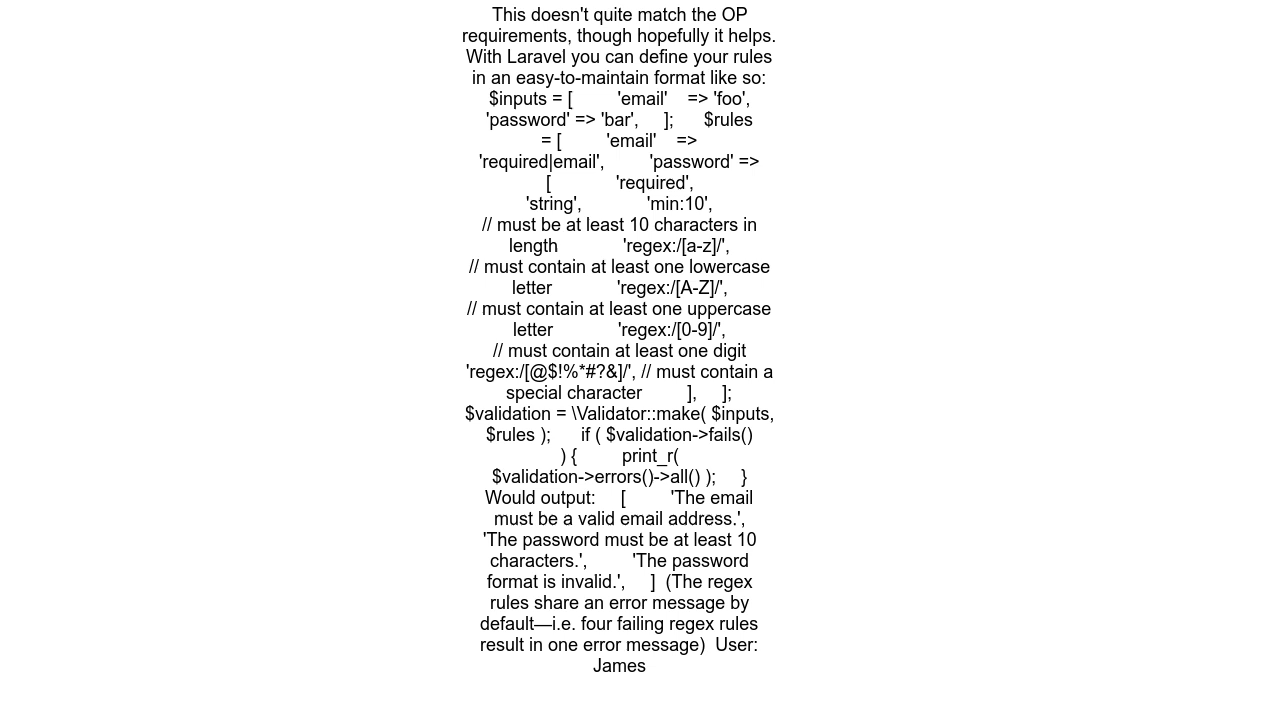 This doesn't quite match the OP
requirements, though hopefully it helps.
With Laravel you can define your rules
in an easy-to-maintain format like so:
$inputs = [         'email'    => 'foo',
'password' => 'bar',     ];      $rules
= [         'email'    =>
'required|email',         'password' =>
[             'required',
'string',             'min:10',
// must be at least 10 characters in
length             'regex:/[a-z]/',
// must contain at least one lowercase
letter             'regex:/[A-Z]/',
// must contain at least one uppercase
letter             'regex:/[0-9]/',
// must contain at least one digit
'regex:/[@$!%*#?&]/', // must contain a
special character         ],     ];
$validation = \Validator::make( $inputs,
$rules );      if ( $validation->fails()
) {         print_r(
$validation->errors()->all() );     }
Would output:     [         'The email
must be a valid email address.',
'The password must be at least 10
characters.',         'The password
format is invalid.',     ]  (The regex
rules share an error message by
default—i.e. four failing regex rules
result in one error message)  User:
James